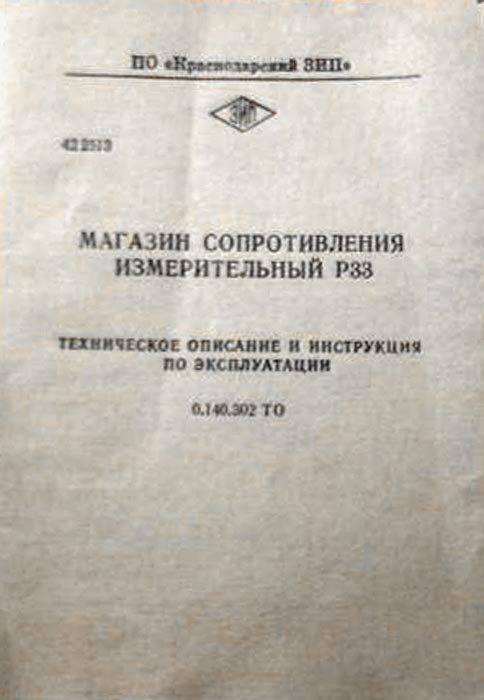 ПО «Краснодарский ЗИП»
ЗИП
42 2513
МАГАЗИН СОПРОТИВЛЕНИЯ
ИЗМЕРИТЕЛЬНЫЙ Р33
ТЕХНИЧЕСКОЕ ОПИСАНИЕ И ИНСТРУКЦИЯ
ПО ЭКСПЛУАТАЦИИ
0.140.302 ТО